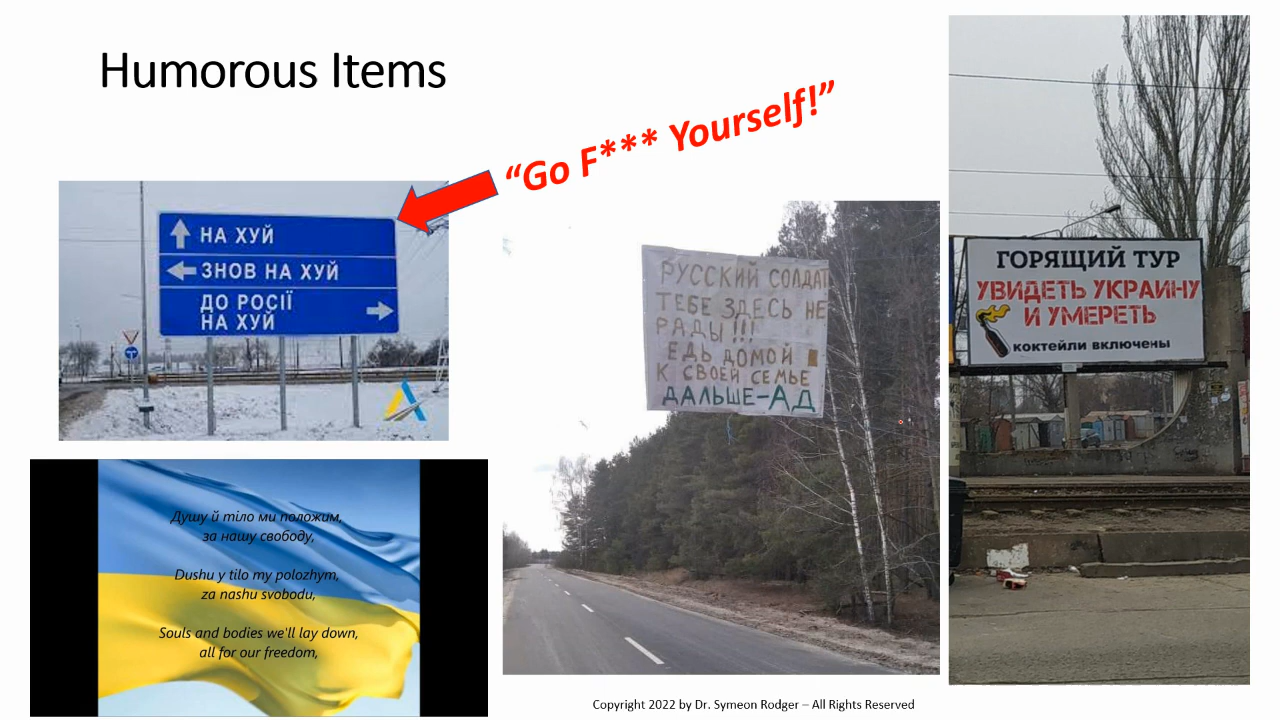 Humorous Items
“Go F*** Yourself!”
НА ХУЙ
ЗНОВ НА ХУЙ
ДО РОСІЇ
НА ХУЙ
РУССКИЙ СОЛДАТ
ТЕБЕ ЗДЕСЬ НЕ
РАДЫ!!!
ЕДЬ ДОМОЙ
К СВОЕЙ СЕМЬЕ
ДАЛЬШЕ-АД
ГОРЯЩИЙ ТУР
УВИДЕТЬ УКРАИНУ
И УМЕРЕТЬ
КОКТЕЙЛИ ВКЛЮЧЕНЫ
Душу й тіло ми положим,
за нашу свободу,
Dushu y tilo my polozhym,
za nashu svobodu,
Souls and bodies we'll lay down,
all for our freedom,
Copyright 2022 by Dr. Symeon Rodger – All Rights Reserved